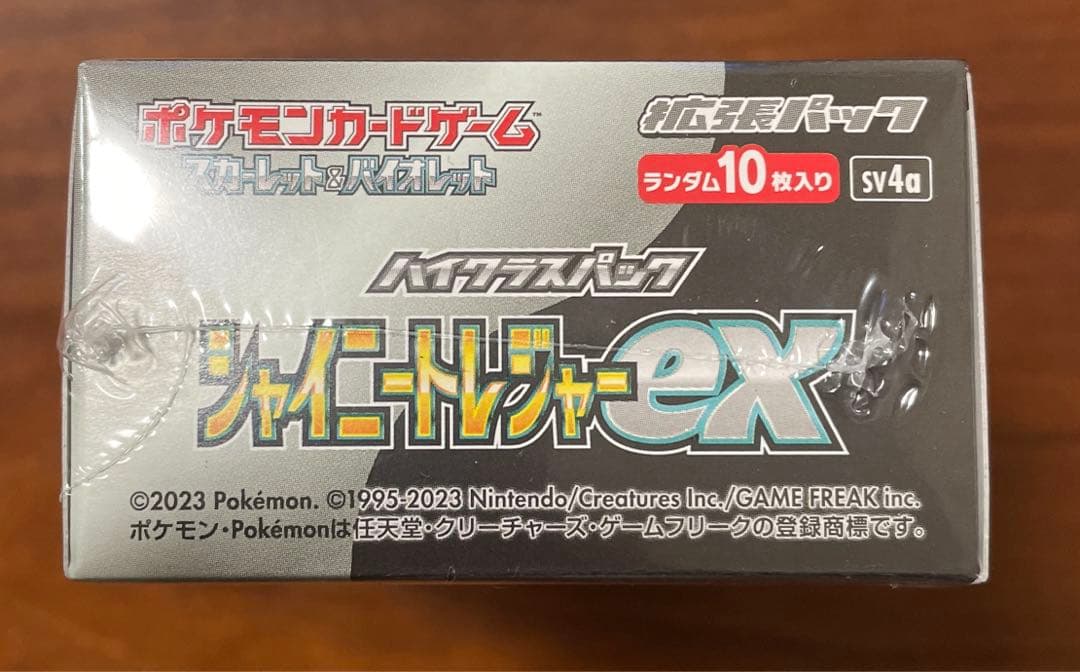 ポケモンカードゲーム™
スカーレット&バイオレット
拡張パック
ランダム10枚入り
SV4a
ハイクラスパック
シャイニートレジャーex
©2023 Pokémon. ©1995-2023 Nintendo/Creatures Inc./GAME FREAK inc.
ポケモン・Pokémonは任天堂・クリーチャーズ・ゲームフリークの登録商標です。